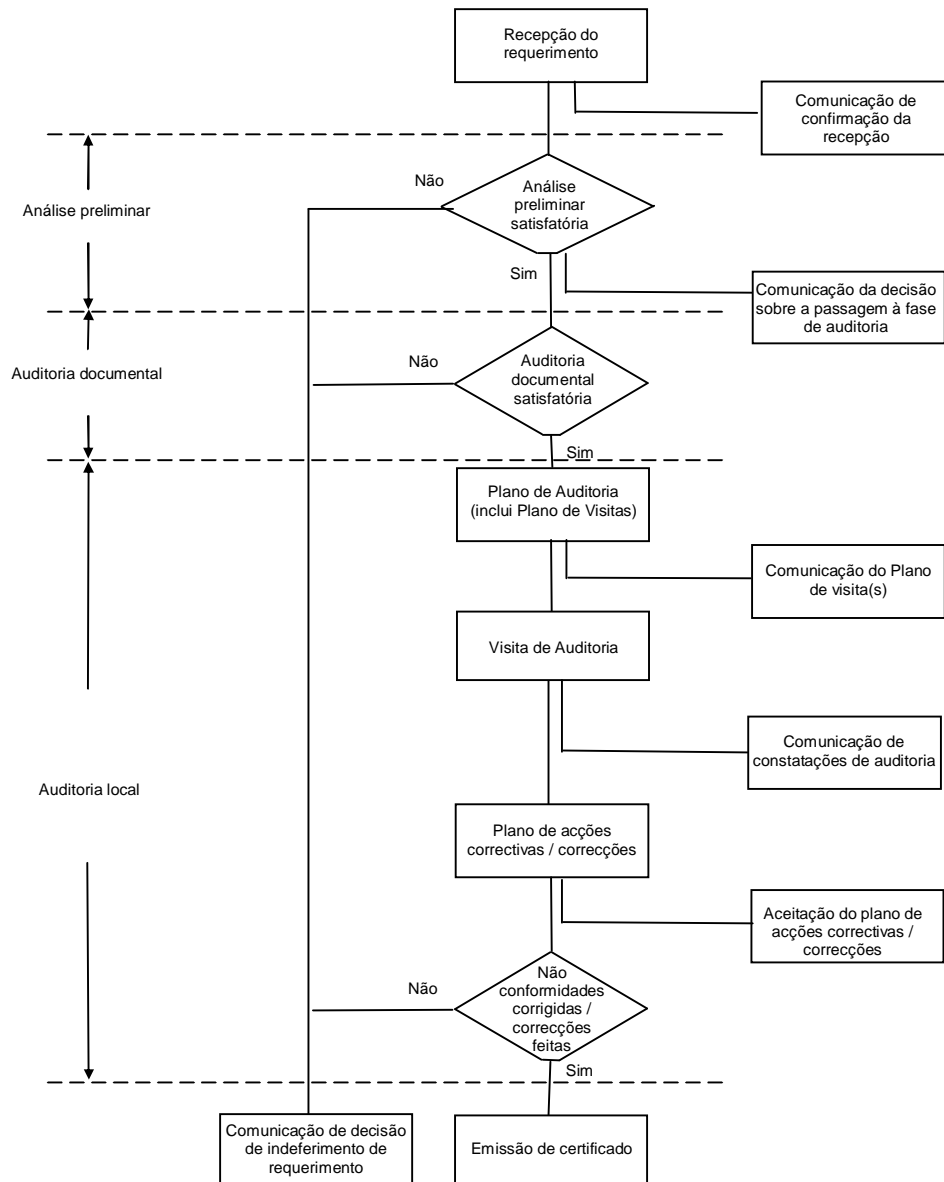 Recepção do
requerimento
Comunicação de
confirmação da
recepção
Não
Análise
preliminar
satisfatória
Análise preliminar
Sim
Comunicação da decisão
sobre a passagem à fase
de auditoria
Não
Auditoria
documental
satisfatória
Auditoria documental
Sim
Plano de Auditoria
(inclui Plano de Visitas)
Comunicação do Plano
de visita(s)
Visita de Auditoria
Comunicação de
constatações de auditoria
Auditoria local
Plano de acções
correctivas / correcções
Aceitação do plano de
acções correctivas /
correcções
Não
Não
conformidades
corrigidas /
correcções
feitas
Sim
Comunicação de decisão
de indeferimento de
requerimento
Emissão de certificado